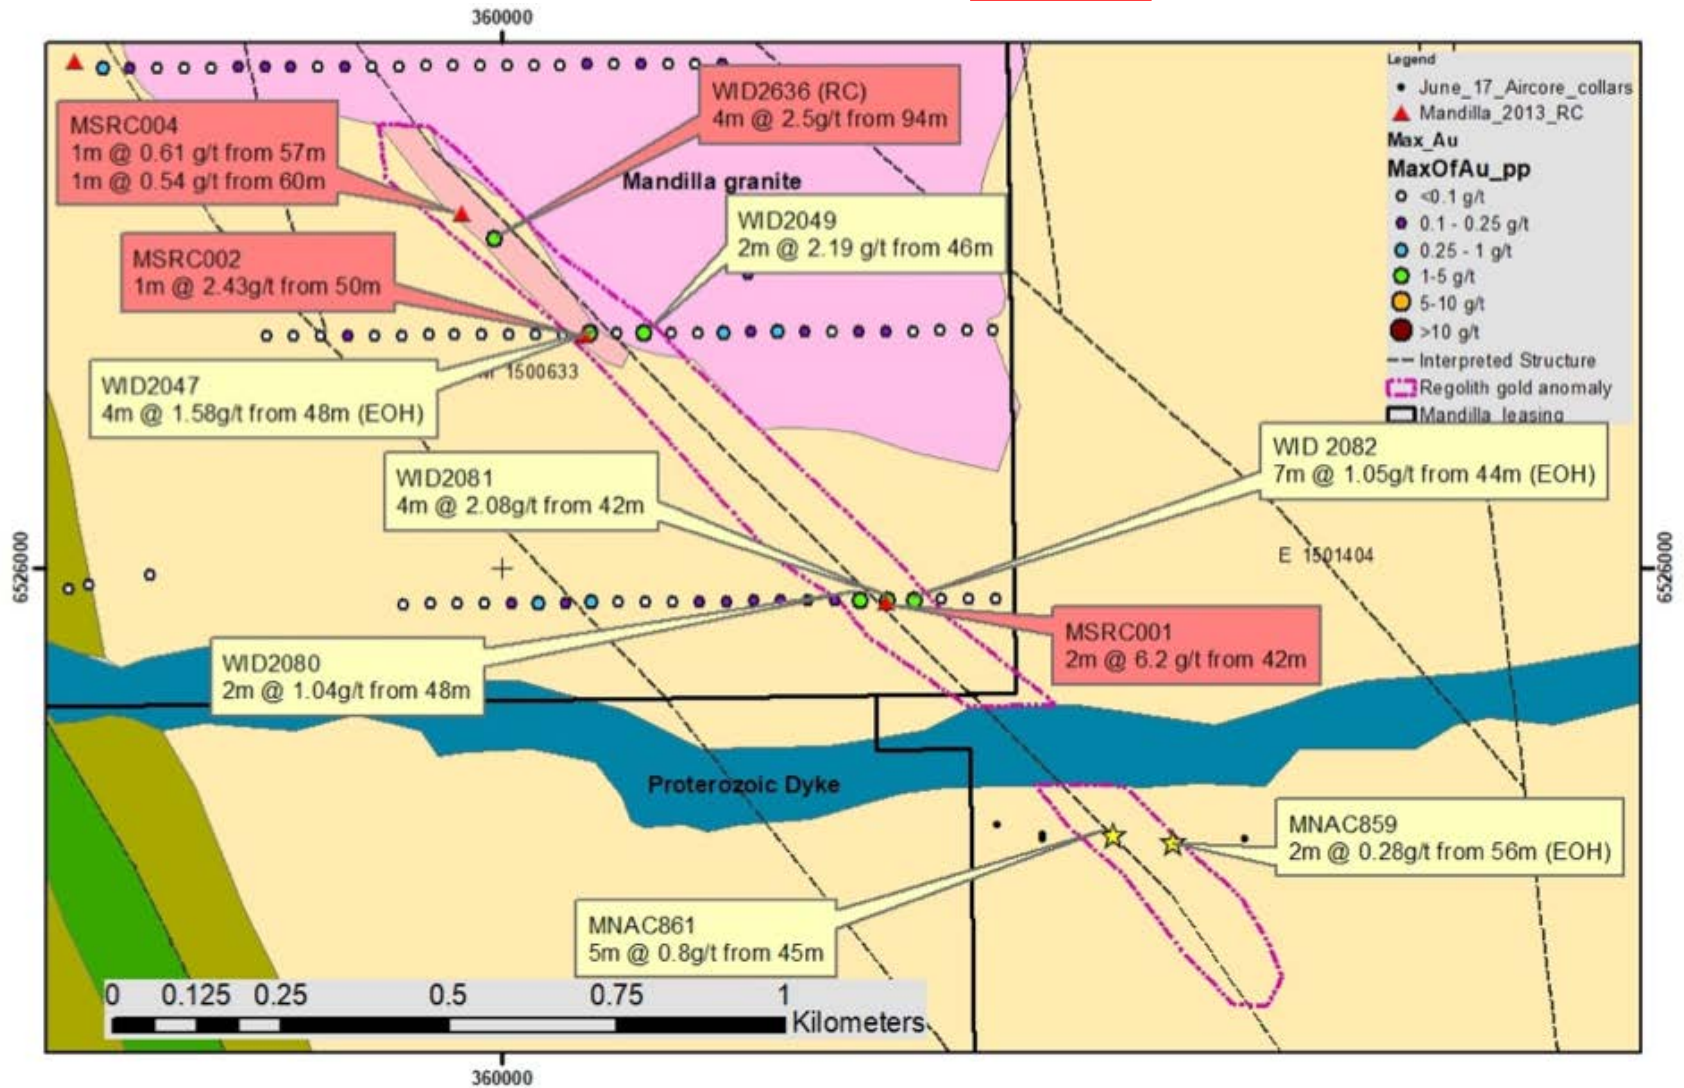 360000
Legend
June_17_Aircore_collars
Mandilla_2013_RC
Max_Au
MaxOfAu_pp
<0.1 g/t
0.1 - 0.25 g/t
0.25 - 1 g/t
1-5 g/t
5-10 g/t
>10 g/t
Interpreted Structure
Regolith gold anomaly
Mandilla_leasing
WID2636 (RC)
4m @ 2.5g/t from 94m
MSRC004
1m @ 0.61 g/t from 57m
1m @ 0.54 g/t from 60m
Mandilla granite
WID2049
2m @ 2.19 g/t from 46m
MSRC002
1m @ 2.43g/t from 50m
WID2047
4m @ 1.58g/t from 48m (EOH)
M 1500633
WID 2082
7m @ 1.05g/t from 44m (EOH)
WID2081
4m @ 2.08g/t from 42m
E 1501404
6526000
6526000
MSRC001
2m @ 6.2 g/t from 42m
WID2080
2m @ 1.04g/t from 48m
Proterozoic Dyke
MNAC859
2m @ 0.28g/t from 56m (EOH)
MNAC861
5m @ 0.8g/t from 45m
0 0.125 0.25 0.5 0.75 1
Kilometers
360000